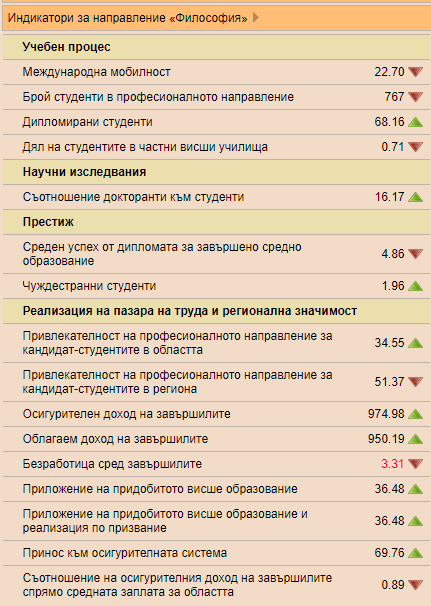 Индикатори за направление «Философия»
Учебен процес
Международна мобилност 22.70
Брой студенти в професионалното направление 767
Дипломирани студенти 68.16
Дял на студентите в частни висши училища 0.71
Научни изследвания
Съотношение докторанти към студенти 16.17
Престиж
Среден успех от дипломата за завършено средно
образование 4.86
Чуждестранни студенти 1.96
Реализация на пазара на труда и регионална значимост
Привлекателност на професионалното направление за
кандидат-студентите в областта 34.55
Привлекателност на професионалното направление за
кандидат-студентите в региона 51.37
Осигурителен доход на завършилите 974.98
Облагаем доход на завършилите 950.19
Безработица сред завършилите 3.31
Приложение на придобитото висше образование 36.48
Приложение на придобитото висше образование и
реализация по призвание 36.48
Принос към осигурителната система 69.76
Съотношение на осигурителния доход на завършилите
спрямо средната заплата за областта 0.89